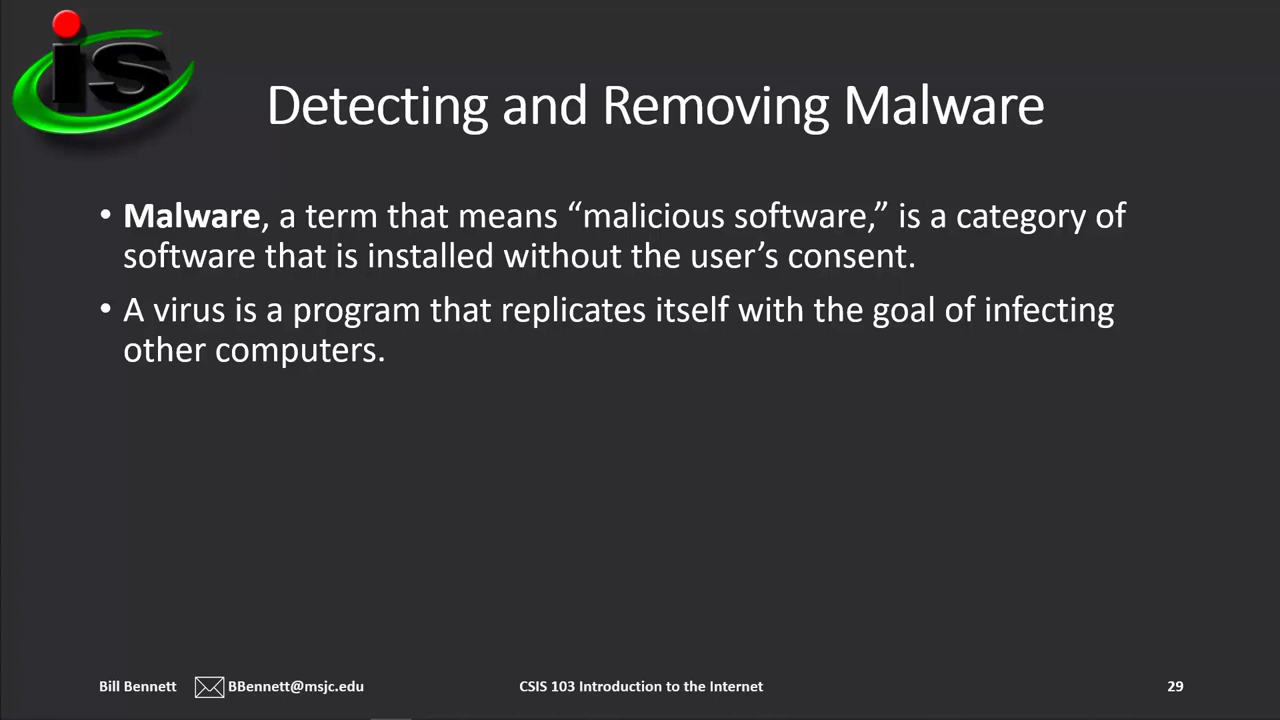 is
Detecting and Removing Malware
• Malware, a term that means “malicious software,” is a category of
software that is installed without the user’s consent.
• A virus is a program that replicates itself with the goal of infecting
other computers.
Bill Bennett BBennett@msjc.edu CSIS 103 Introduction to the Internet 29